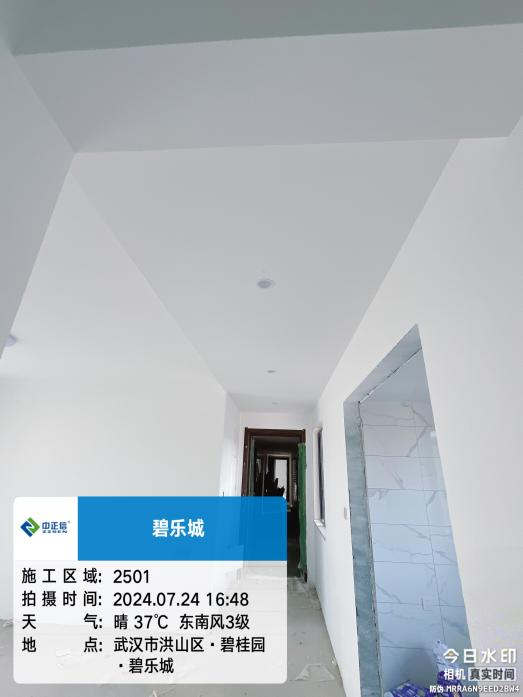 中正信
ZZSEN
碧乐城
施工区域: 2501
拍摄时间: 2024.07.24 16:48
天气: 晴 37℃ 东南风3级
地点: 武汉市洪山区·碧桂园
·碧乐城
今日水印
相机 真实时间
防伪 MRRA6N9EED2BW4